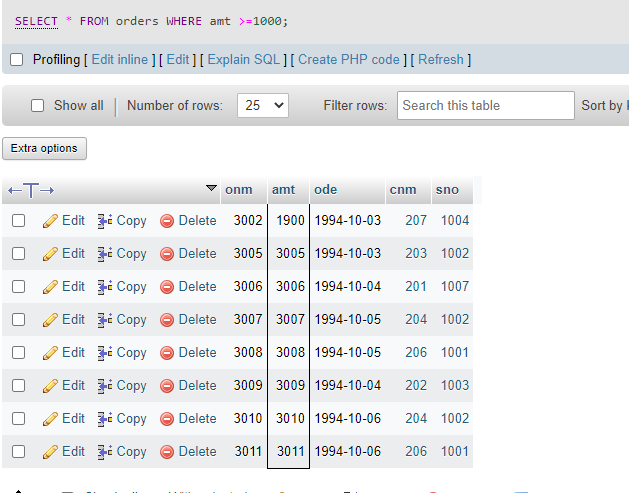 SELECT * FROM orders WHERE amt >=1000;
Profiling [ Edit inline ] [ Edit ] [ Explain SQL ] [ Create PHP code ] [ Refresh ]
Show all Number of rows: 25 Filter rows: Search this table Sort by
Extra options
onm amt ode cnm sno
Edit Copy Delete 3002 1900 1994-10-03 207 1004
Edit Copy Delete 3005 3005 1994-10-03 203 1002
Edit Copy Delete 3006 3006 1994-10-04 201 1007
Edit Copy Delete 3007 3007 1994-10-05 204 1002
Edit Copy Delete 3008 3008 1994-10-05 206 1001
Edit Copy Delete 3009 3009 1994-10-04 202 1003
Edit Copy Delete 3010 3010 1994-10-06 204 1002
Edit Copy Delete 3011 3011 1994-10-06 206 1001